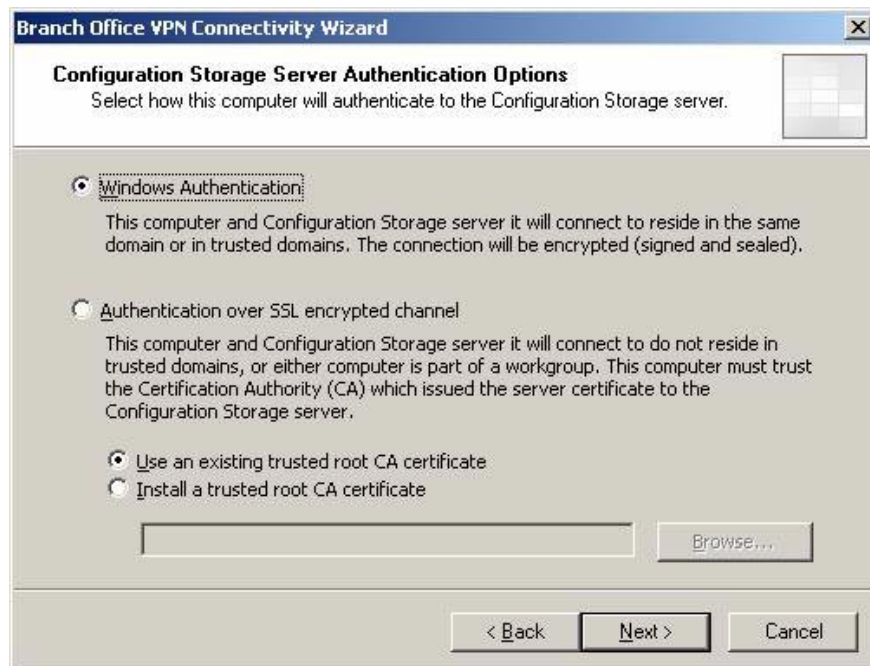 Branch Office VPN Connectivity Wizard
Configuration Storage Server Authentication Options
Select how this computer will authenticate to the Configuration Storage server.
Windows Authentication
This computer and Configuration Storage server it will connect to reside in the same
domain or in trusted domains. The connection will be encrypted (signed and sealed).
Authentication over SSL encrypted channel
This computer and Configuration Storage server it will connect to do not reside in
trusted domains, or either computer is part of a workgroup. This computer must trust
the Certification Authority (CA) which issued the server certificate to the
Configuration Storage server.
Use an existing trusted root CA certificate
Install a trusted root CA certificate
Browse...
< Back
Next >
Cancel